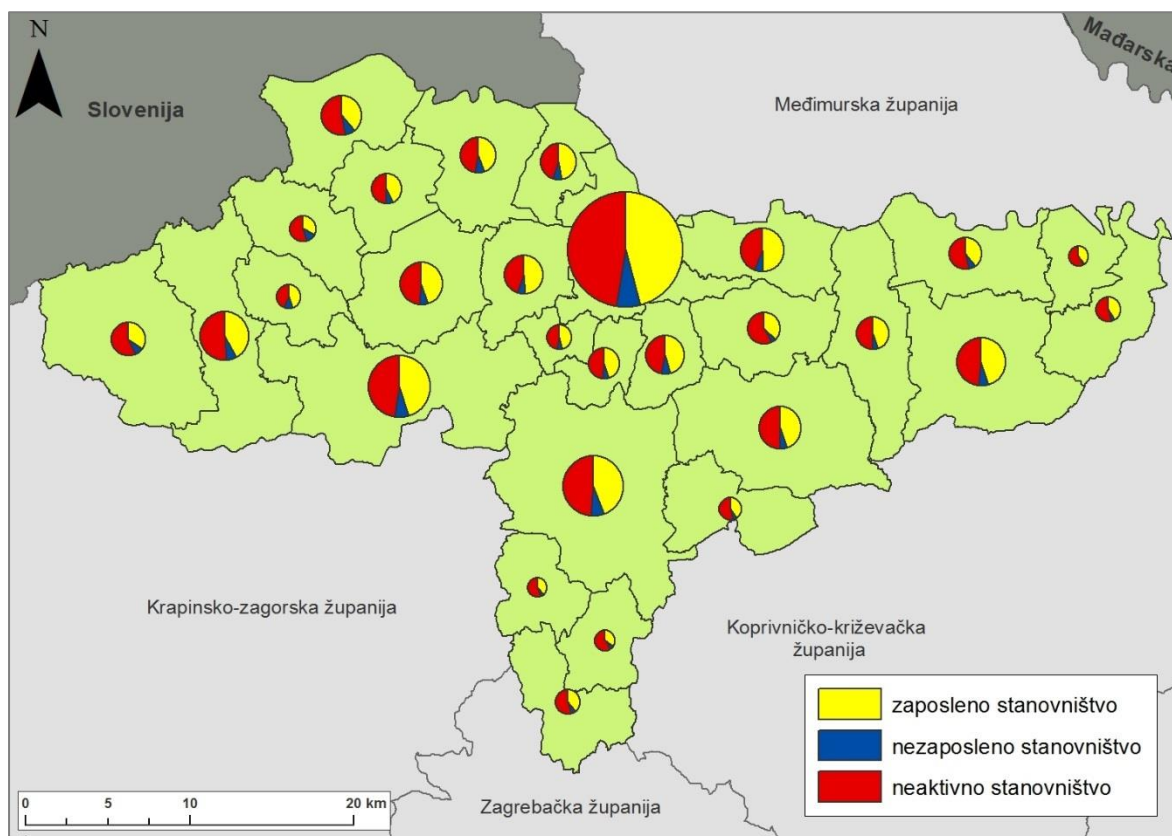 N
Slovenija
Mađarska
Međimurska županija
Krapinsko-zagorska županija
Koprivničko-križevačka
županija
Zagrebačka županija
zaposleno stanovništvo
nezaposleno stanovništvo
neaktivno stanovništvo
0 5 10 20 km